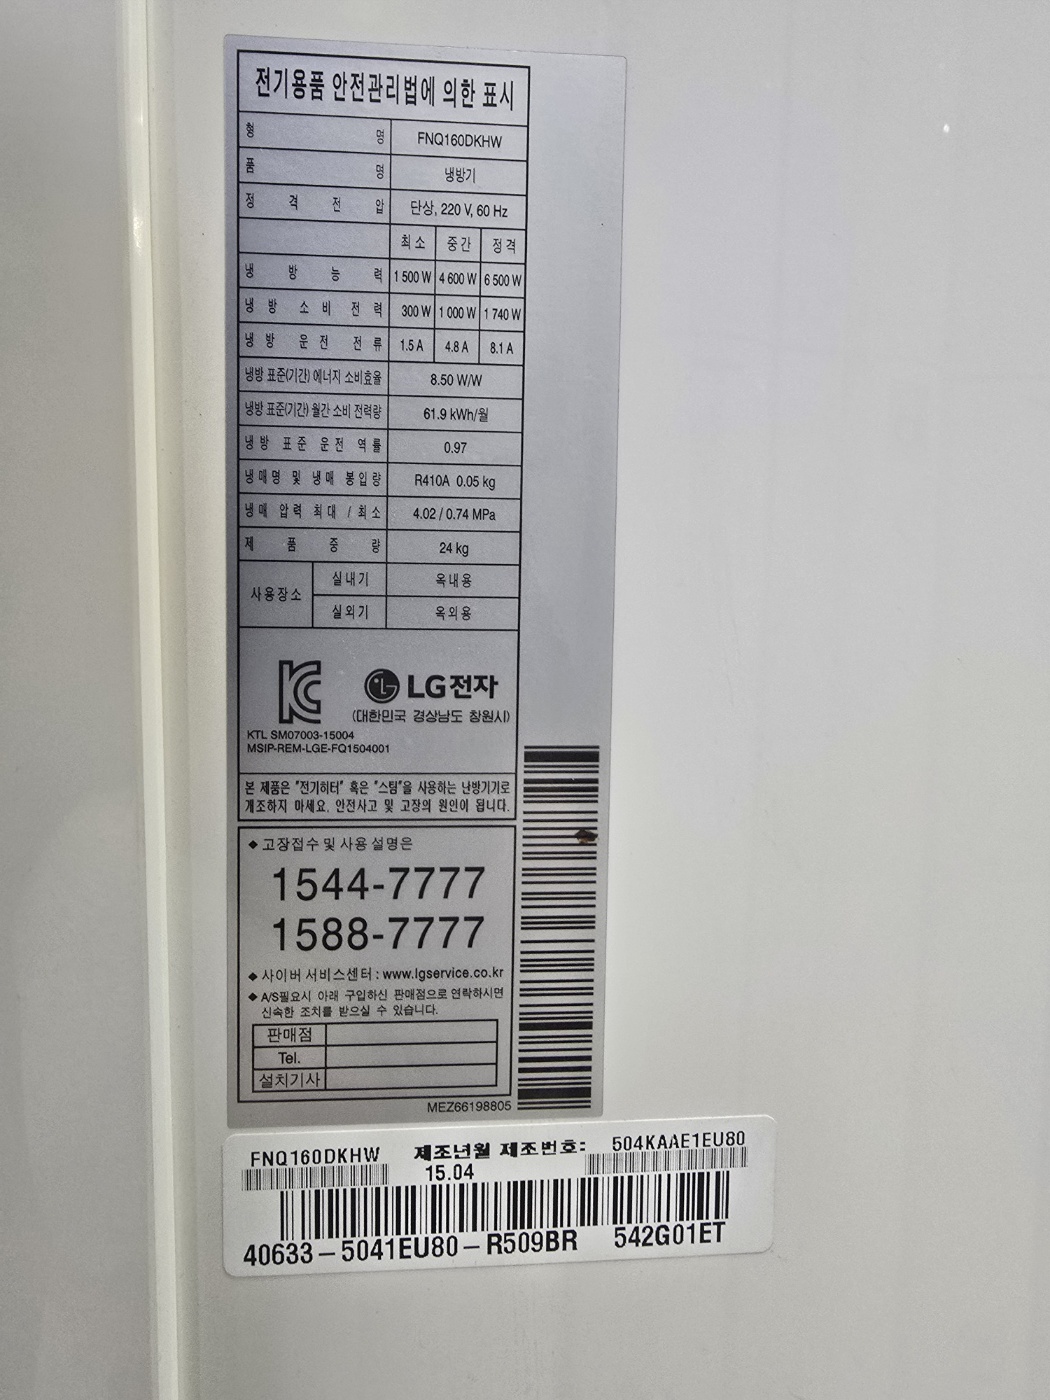 전기용품 안전관리법에 의한 표시
형 명 FNQ160DKHW
품 명 냉방기
정 격 전 압 단상, 220 V, 60 Hz
최소 중간 정격
냉 방 능 력 1 500 W 4 600 W 6 500 W
냉 방 소 비 전 력 300 W 1 000 W 1 740 W
냉 방 운 전 전 류 1.5 A 4.8 A 8.1 A
냉방 표준(기간) 에너지 소비효율 8.50 W/W
냉방 표준(기간) 월간 소비 전력량 61.9 kWh/월
냉 방 표 준 운 전 역 률 0.97
냉매명 및 냉매 봉입량 R410A 0.05 kg
냉매 압력 최대 / 최소 4.02 / 0.74 MPa
제 품 중 량 24 kg
사용장소 실내기 옥내용
실외기 옥외용
KC LG전자
(대한민국 경상남도 창원시)
KTL SM07003-15004
MSIP-REM-LGE-FQ1504001
본 제품은 "전기히터" 혹은 "스팀"을 사용하는 난방기기로
개조하지 마세요. 안전사고 및 고장의 원인이 됩니다.
◆ 고장접수 및 사용 설명은
1544-7777
1588-7777
◆ 사이버 서비스센터 : www.lgservice.co.kr
◆ A/S필요시 아래 구입하신 판매점으로 연락하시면
신속한 조치를 받으실 수 있습니다.
판매점
Tel.
설치기사
MEZ66198805
FNQ160DKHW 제조년월 제조번호: 504KAAE1EU80
15.04
40633-5041EU80-R509BR 542G01ET